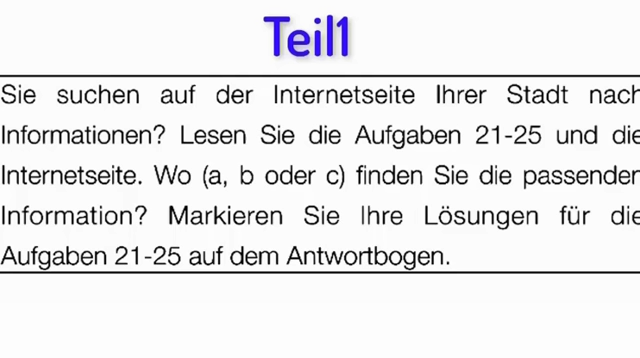 Teil1
Sie suchen auf der Internetseite Ihrer Stadt nach
Informationen? Lesen Sie die Aufgaben 21-25 und die
Internetseite. Wo (a, b oder c) finden Sie die passenden
Information? Markieren Sie Ihre Lösungen für die
Aufgaben 21-25 auf dem Antwortbogen.